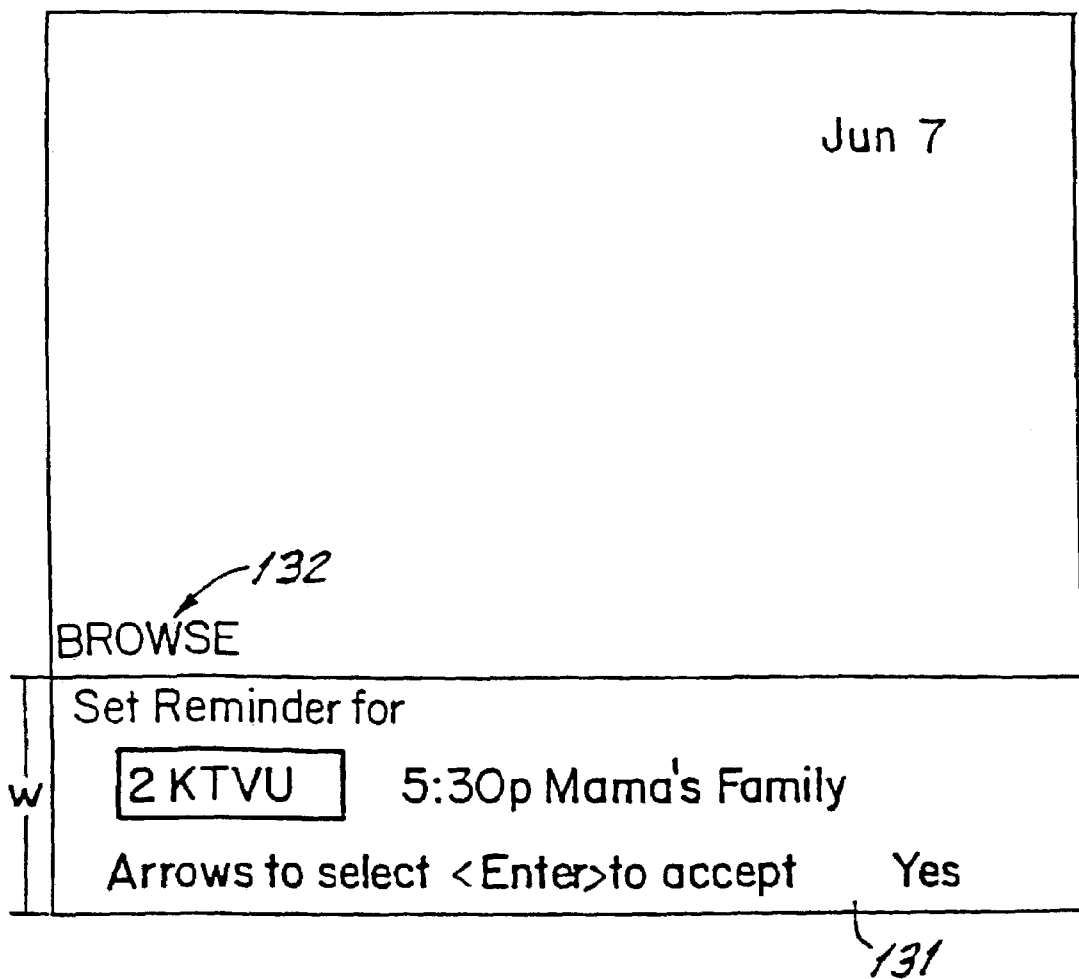 Jun 7
132
BROWSE
Set Reminder for
W
2 KTVU 5:30p Mama's Family
Arrows to select <Enter>to accept Yes
131